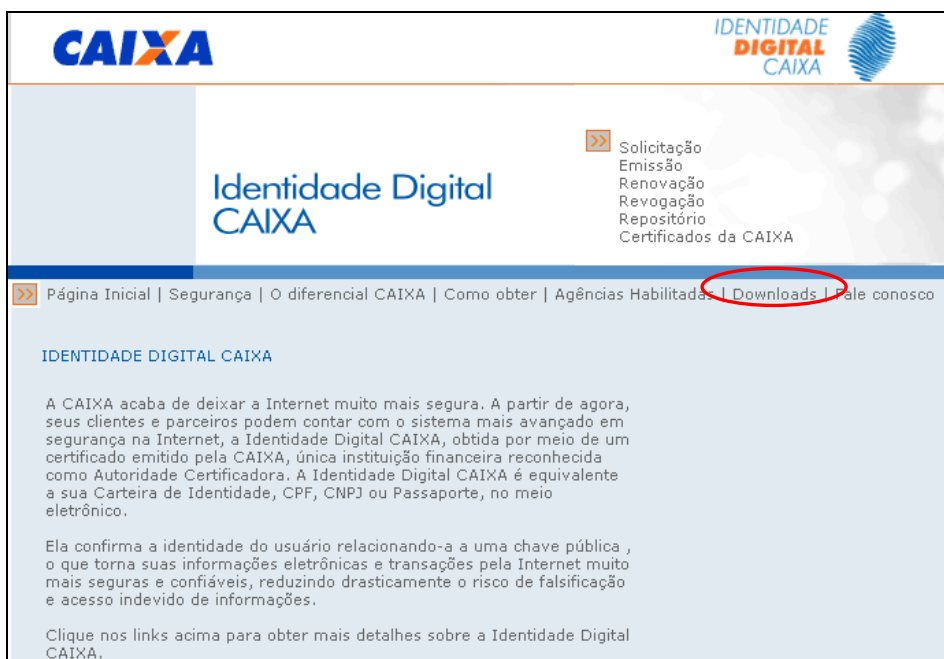 CAIXA
IDENTIDADE
DIGITAL
CAIXA
Identidade Digital
CAIXA
>> Solicitação
Emissão
Renovação
Revogação
Repositório
Certificados da CAIXA
>> Página Inicial | Segurança | O diferencial CAIXA | Como obter | Agências Habilitadas | Downloads | Fale conosco
IDENTIDADE DIGITAL CAIXA
A CAIXA acaba de deixar a Internet muito mais segura. A partir de agora,
seus clientes e parceiros podem contar com o sistema mais avançado em
segurança na Internet, a Identidade Digital CAIXA, obtida por meio de um
certificado emitido pela CAIXA, única instituição financeira reconhecida
como Autoridade Certificadora. A Identidade Digital CAIXA é equivalente
a sua Carteira de Identidade, CPF, CNPJ ou Passaporte, no meio
eletrônico.
Ela confirma a identidade do usuário relacionando-a a uma chave pública ,
o que torna suas informações eletrônicas e transações pela Internet muito
mais seguras e confiáveis, reduzindo drasticamente o risco de falsificação
e acesso indevido de informações.
Clique nos links acima para obter mais detalhes sobre a Identidade Digital
CAIXA.